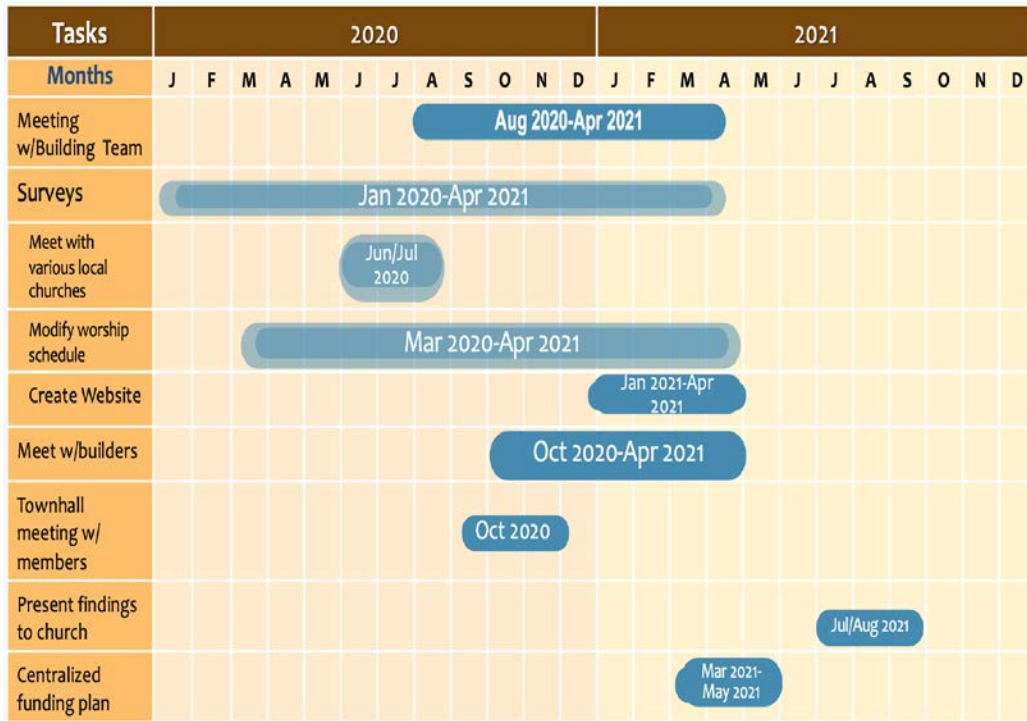 Tasks 2020 2021
Months J F M A M J J A S O N D J F M A M J J A S O N D
Meeting
w/Building Team
Aug 2020-Apr 2021
Surveys
Jan 2020-Apr 2021
Meet with
various local
churches
Jun/Jul
2020
Modify worship
schedule
Mar 2020-Apr 2021
Create Website
Jan 2021-Apr
2021
Meet w/builders
Oct 2020-Apr 2021
Townhall
meeting w/
members
Oct 2020
Present findings
to church
Jul/Aug 2021
Centralized
funding plan
Mar 2021-
May 2021